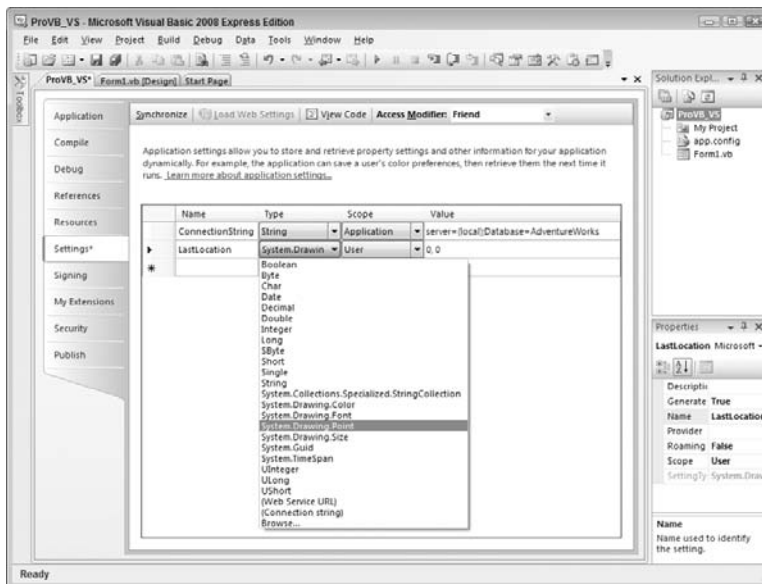 ProVB_VS - Microsoft Visual Basic 2008 Express Edition
File Edit View Project Build Debug Data Tools Window Help
Toolbox
ProVB_VS* Form1.vb [Design] Start Page
Solution Expl...
Application
Compile
Debug
References
Resources
Settings*
Signing
My Extensions
Security
Publish
Synchronize Load Web Settings View Code Access Modifier: Friend
Application settings allow you to store and retrieve property settings and other information for your application
dynamically. For example, the application can save a user's color preferences, then retrieve them the next time it
runs. Learn more about application settings...
Name Type Scope Value
ConnectionString String Application server=(local);Database=AdventureWorks
LastLocation System.Drawin User 0, 0
Boolean
Byte
Char
Date
Decimal
Double
Integer
Long
SByte
Short
Single
String
System.Collections.Specialized.StringCollection
System.Drawing.Color
System.Drawing.Font
System.Drawing.Point
System.Drawing.Size
System.Guid
System.TimeSpan
UInteger
ULong
UShort
(Web Service URL)
(Connection string)
Browse...
ProVB_VS
My Project
app.config
Form1.vb
Properties
LastLocation Microsoft
Descriptic
Generate True
Name LastLocation
Provider
Roaming False
Scope User
SettingTy System.Draw
Name
Name used to identify
the setting.
Ready